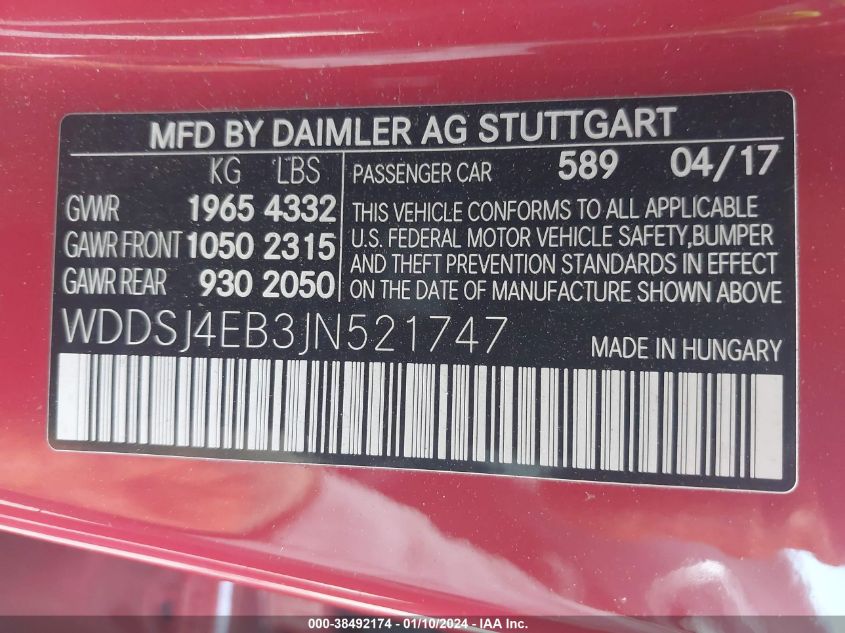 MFD BY DAIMLER AG STUTTGART
KG LBS
GVWR 1965 4332
GAWR FRONT 1050 2315
GAWR REAR 930 2050
PASSENGER CAR 589 04/17
THIS VEHICLE CONFORMS TO ALL APPLICABLE
U.S. FEDERAL MOTOR VEHICLE SAFETY,BUMPER
AND THEFT PREVENTION STANDARDS IN EFFECT
ON THE DATE OF MANUFACTURE SHOWN ABOVE
WDDSJ4EB3JN521747
MADE IN HUNGARY
000-38492174 - 01/10/2024 - IAA Inc.